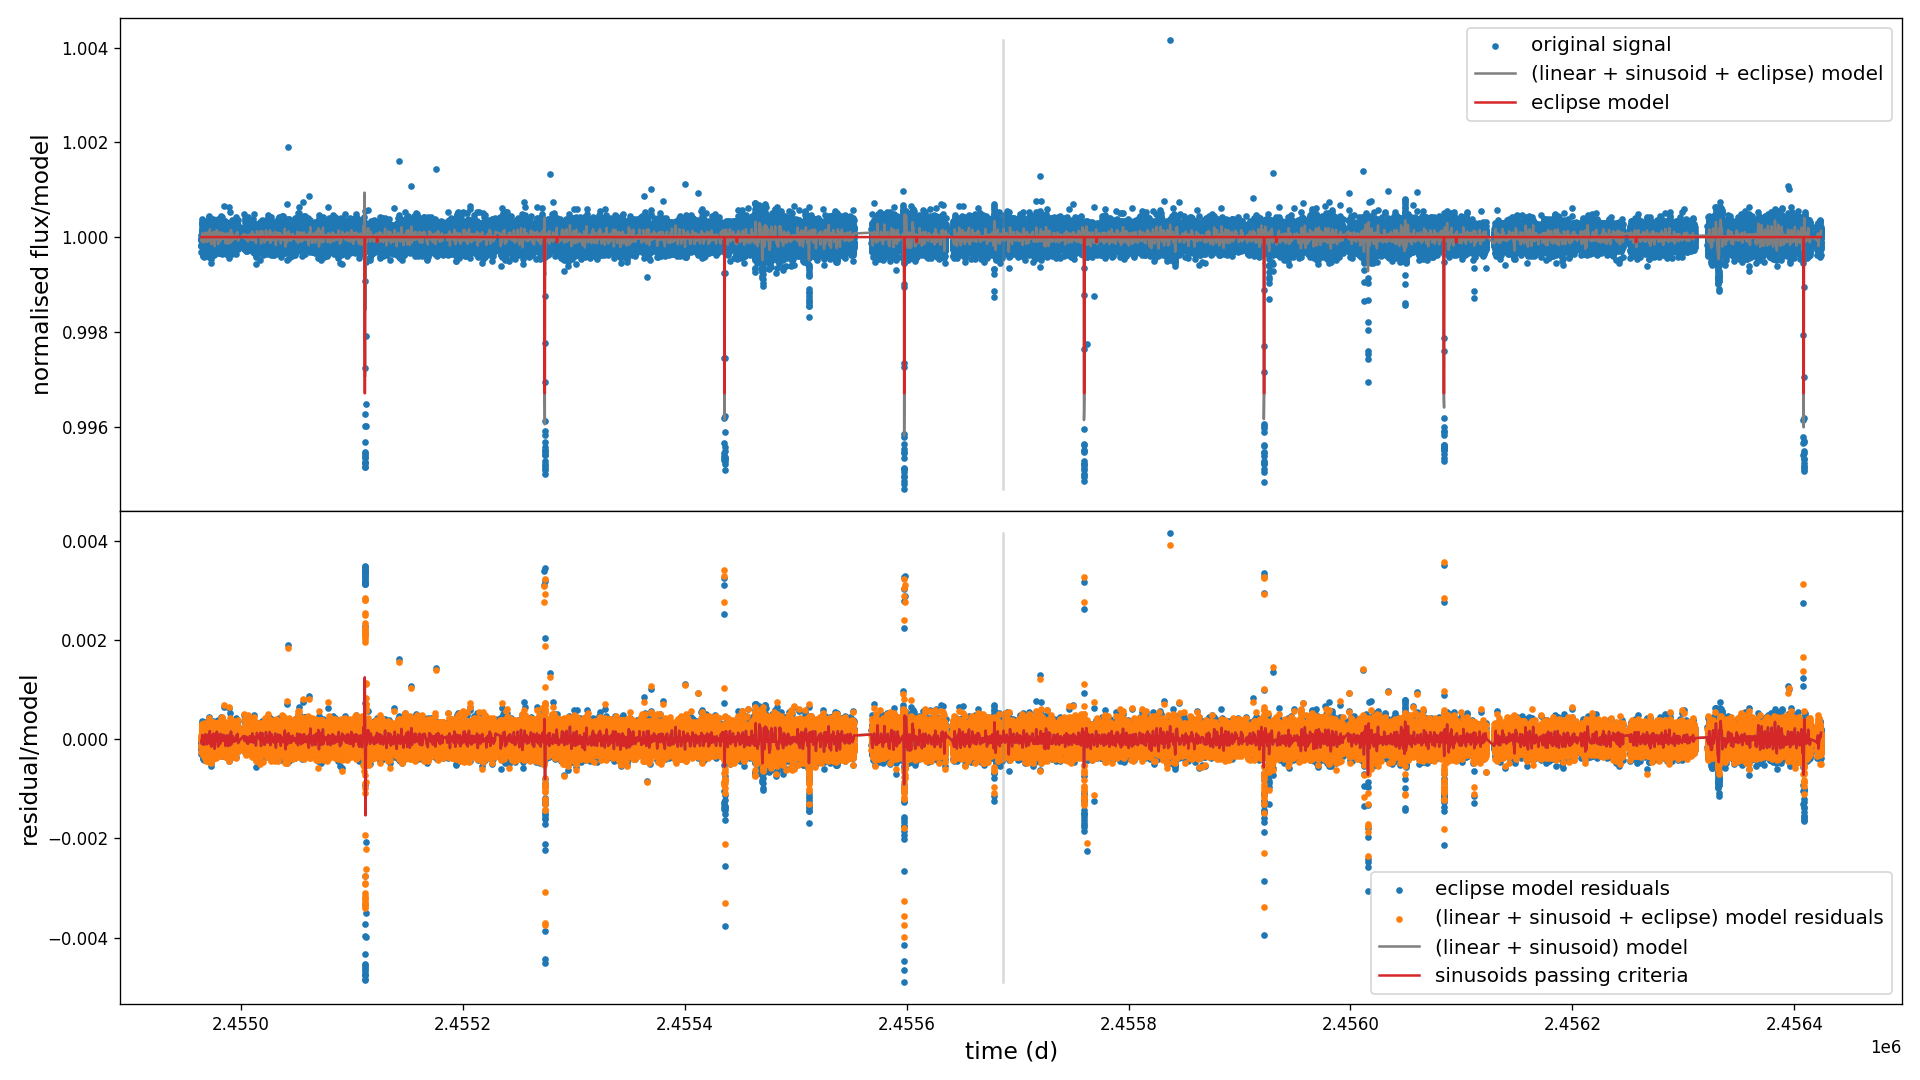 1.004
1.002
1.000
0.998
0.996
normalised flux/model
original signal
(linear + sinusoid + eclipse) model
eclipse model
0.004
0.002
0.000
−0.002
−0.004
residual/model
eclipse model residuals
(linear + sinusoid + eclipse) model residuals
(linear + sinusoid) model
sinusoids passing criteria
2.4550 2.4552 2.4554 2.4556 2.4558 2.4560 2.4562 2.4564
1e6
time (d)